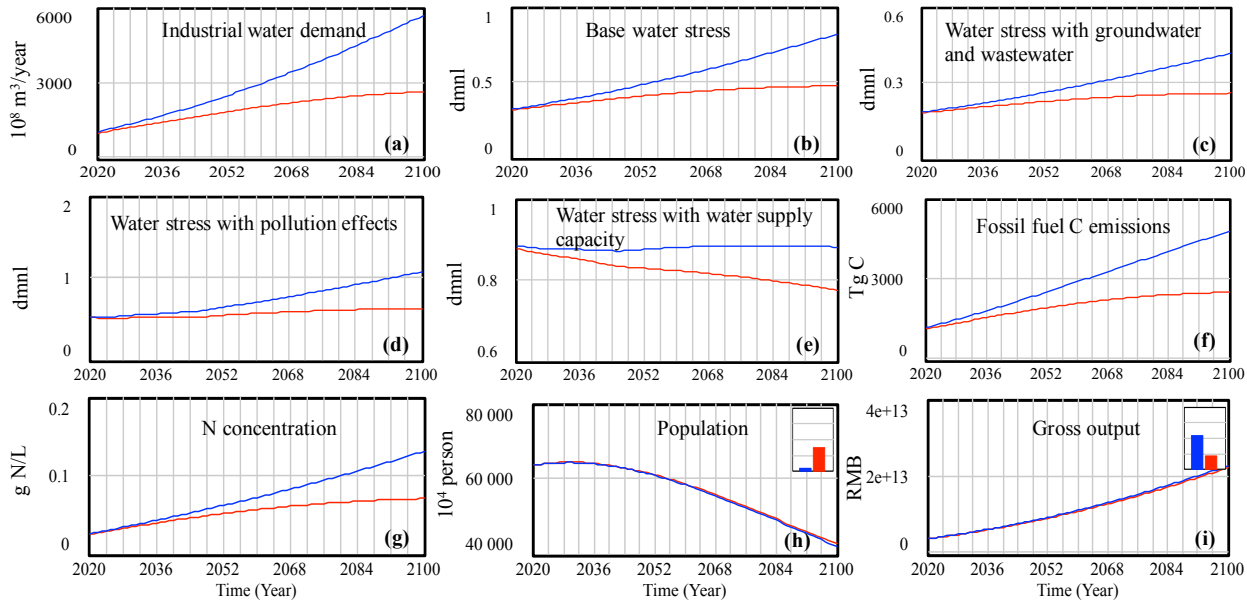 6000
3000
0
10⁸ m³/year
Industrial water demand
(a)
2020 2036 2052 2068 2084 2100
1
0.5
0
dmnl
Base water stress
(b)
2020 2036 2052 2068 2084 2100
0.6
0.3
0
dmnl
Water stress with groundwater
and wastewater
(c)
2020 2036 2052 2068 2084 2100
2
1
0
dmnl
Water stress with pollution effects
(d)
2020 2036 2052 2068 2084 2100
1
0.8
0.6
dmnl
Water stress with water supply
capacity
(e)
2020 2036 2052 2068 2084 2100
6000
3000
0
Tg C
Fossil fuel C emissions
(f)
2020 2036 2052 2068 2084 2100
0.2
0.1
0
g N/L
N concentration
(g)
2020 2036 2052 2068 2084 2100
Time (Year)
80 000
60 000
40 000
10⁴ person
Population
(h)
2020 2036 2052 2068 2084 2100
Time (Year)
4e+13
2e+13
0
RMB
Gross output
(i)
2020 2036 2052 2068 2084 2100
Time (Year)